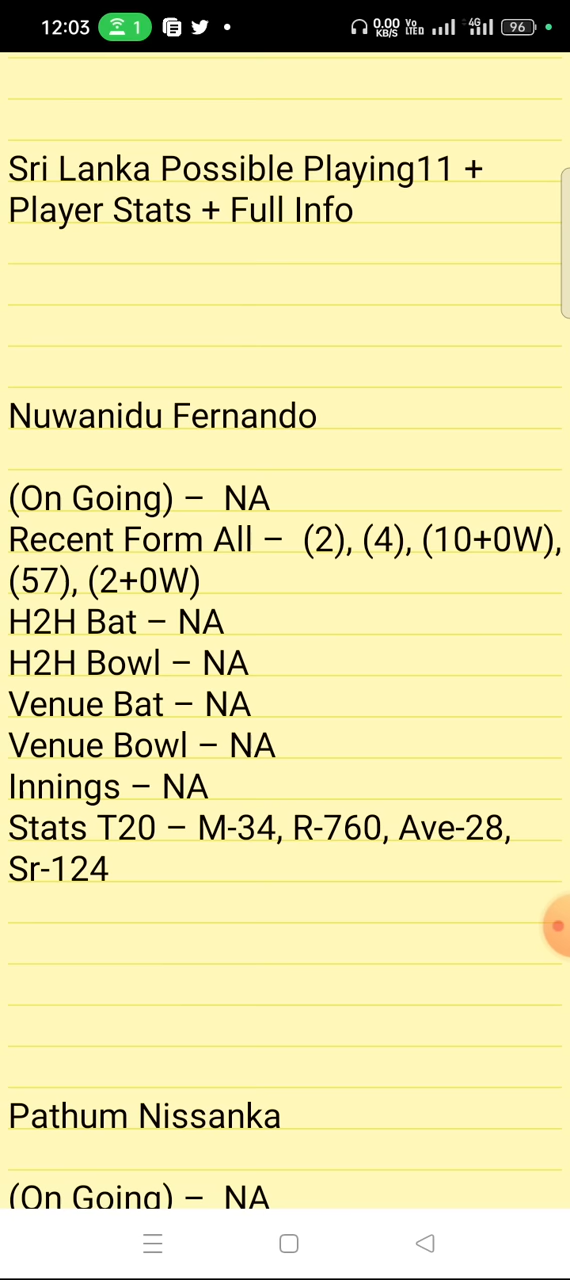 12:03 1 0.00 KB/S Vo LTE 4G 96
Sri Lanka Possible Playing11 +
Player Stats + Full Info
Nuwanidu Fernando
(On Going) – NA
Recent Form All – (2), (4), (10+0W),
(57), (2+0W)
H2H Bat – NA
H2H Bowl – NA
Venue Bat – NA
Venue Bowl – NA
Innings – NA
Stats T20 – M-34, R-760, Ave-28,
Sr-124
Pathum Nissanka
(On Going) – NA